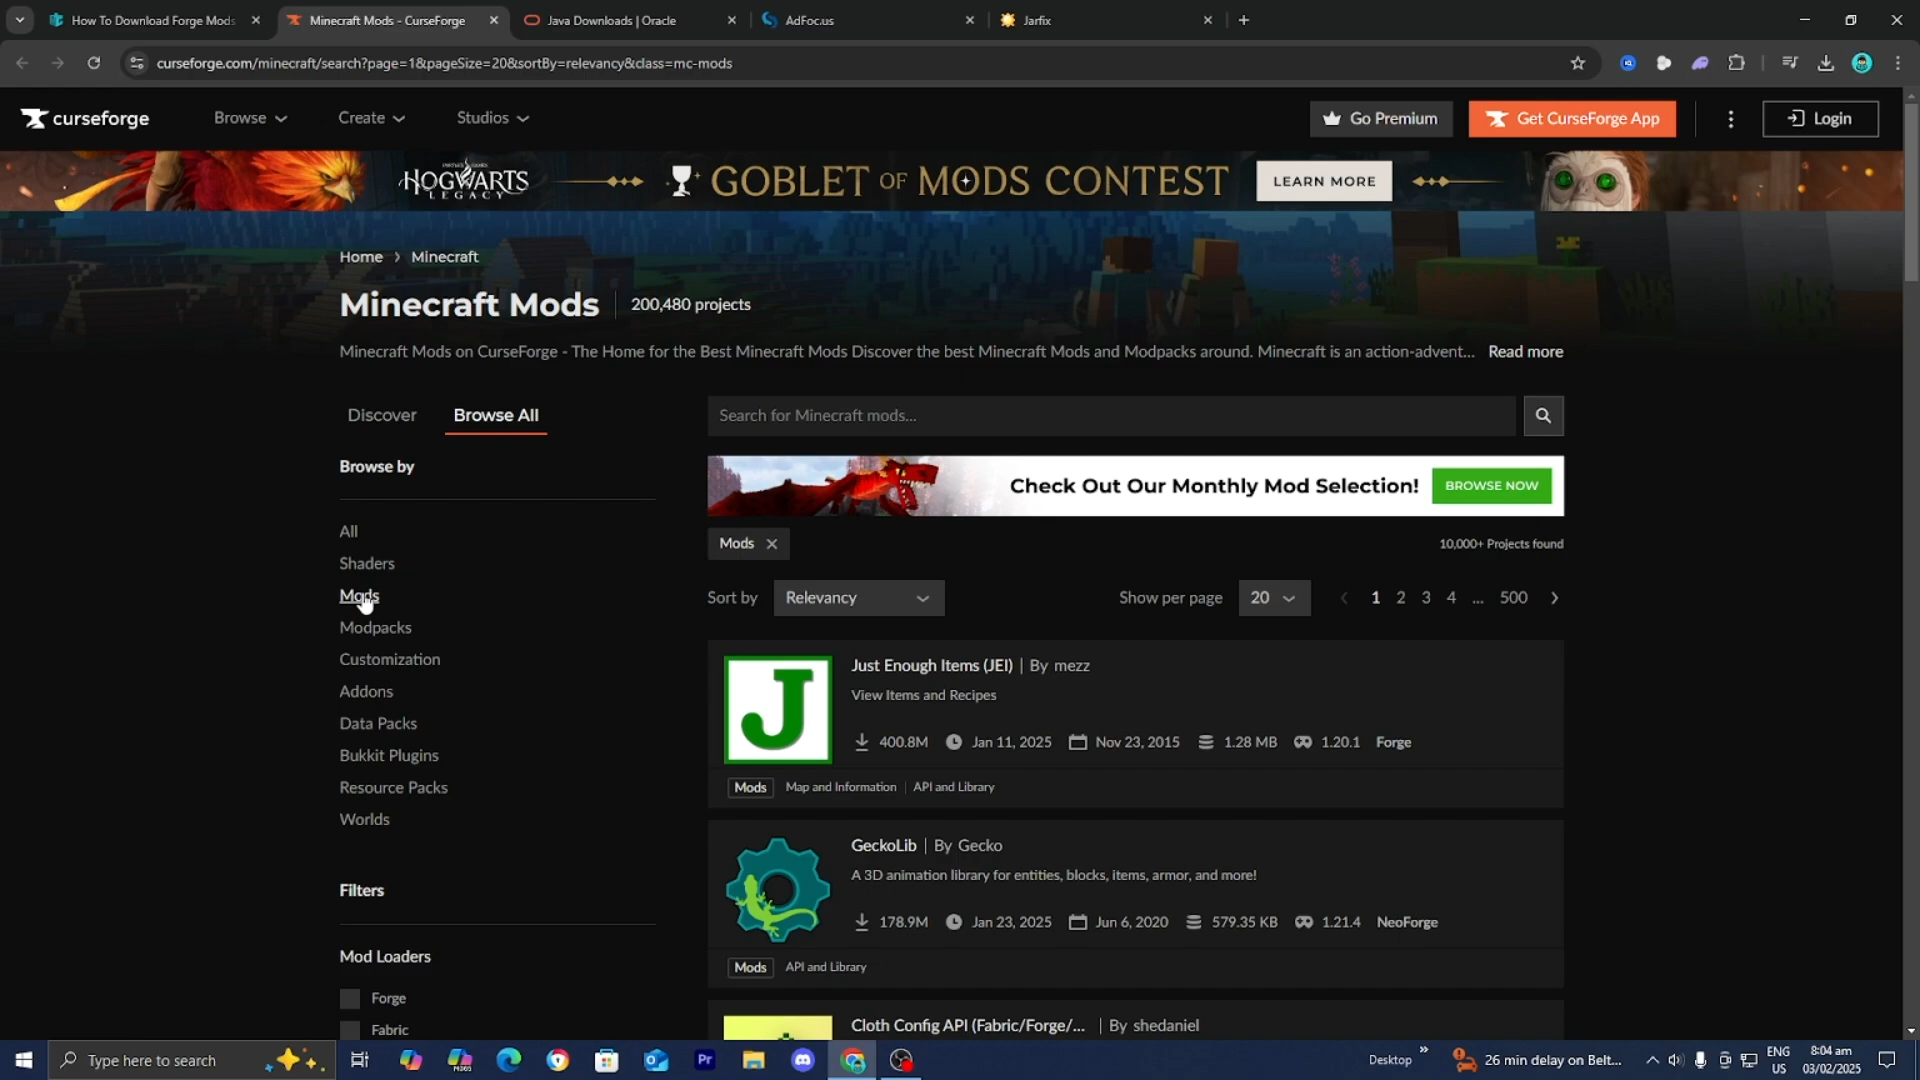 How To Download Forge Mods
Minecraft Mods - CurseForge
Java Downloads | Oracle
AdFoc.us
Jarfix
curseforge.com/minecraft/search?page=1&pageSize=20&sortBy=relevancy&class=mc-mods
curseforge
Browse
Create
Studios
Go Premium
Get CurseForge App
Login
HOGWARTS
LEGACY
GOBLET OF MODS CONTEST
LEARN MORE
Home > Minecraft
Minecraft Mods
200,480 projects
Minecraft Mods on CurseForge - The Home for the Best Minecraft Mods Discover the best Minecraft Mods and Modpacks around. Minecraft is an action-advent... Read more
Discover
Browse All
Search for Minecraft mods...
Browse by
All
Shaders
Mods
Modpacks
Customization
Addons
Data Packs
Bukkit Plugins
Resource Packs
Worlds
Filters
Mod Loaders
Forge
Fabric
Check Out Our Monthly Mod Selection!
BROWSE NOW
Mods
10,000+ Projects found
Sort by
Relevancy
Show per page
20
1 2 3 4 ... 500
J
Just Enough Items (JEI) | By mezz
View Items and Recipes
400.8M Jan 11, 2025 Nov 23, 2015 1.28 MB 1.20.1 Forge
Mods Map and Information | API and Library
GeckoLib | By Gecko
A 3D animation library for entities, blocks, items, armor, and more!
178.9M Jan 23, 2025 Jun 6, 2020 579.35 KB 1.21.4 NeoForge
Mods API and Library
Cloth Config API (Fabric/Forge/... | By shedaniel
Type here to search
M365
Pr
Desktop
26 min delay on Belt...
ENG
US
8:04 am
03/02/2025